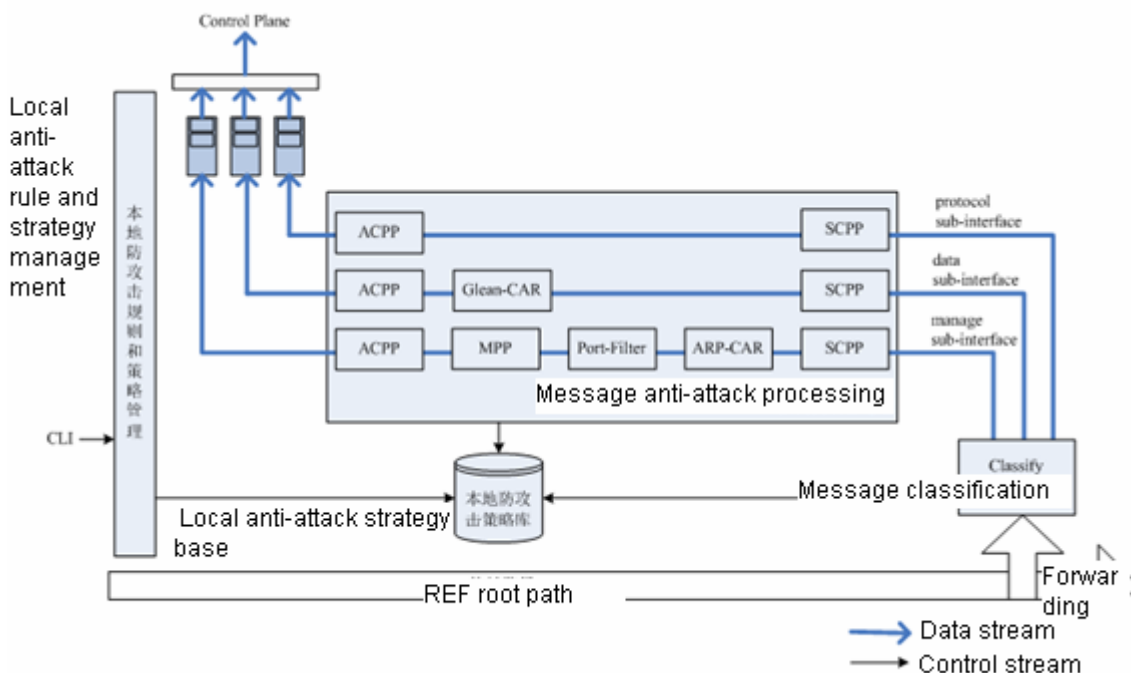 Control Plane
Local
anti-
attack
rule and
strategy
manage
ment
本地防攻击规则和策略管理
CLI
ACPP
SCPP
protocol
sub-interface
ACPP
Glean-CAR
SCPP
data
sub-interface
ACPP
MPP
Port-Filter
ARP-CAR
SCPP
manage
sub-interface
Message anti-attack processing
Classify
Message classification
本地防攻
击策略库
Local anti-attack strategy
base
REF root path
Forwar
ding
Data stream
Control stream